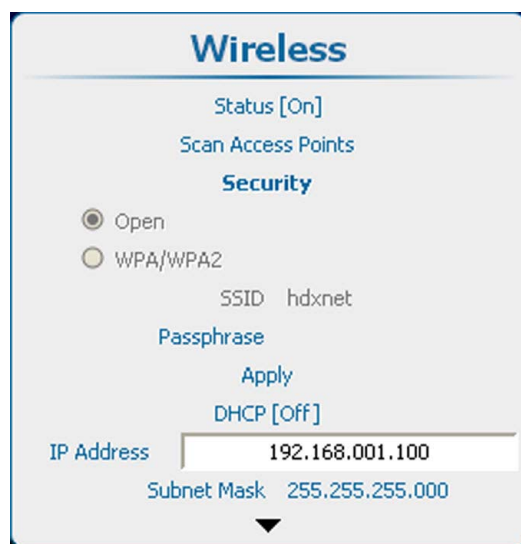 Wireless
Status [On]
Scan Access Points
Security
Open
WPA/WPA2
SSID hdxnet
Passphrase
Apply
DHCP [Off]
IP Address 192.168.001.100
Subnet Mask 255.255.255.000